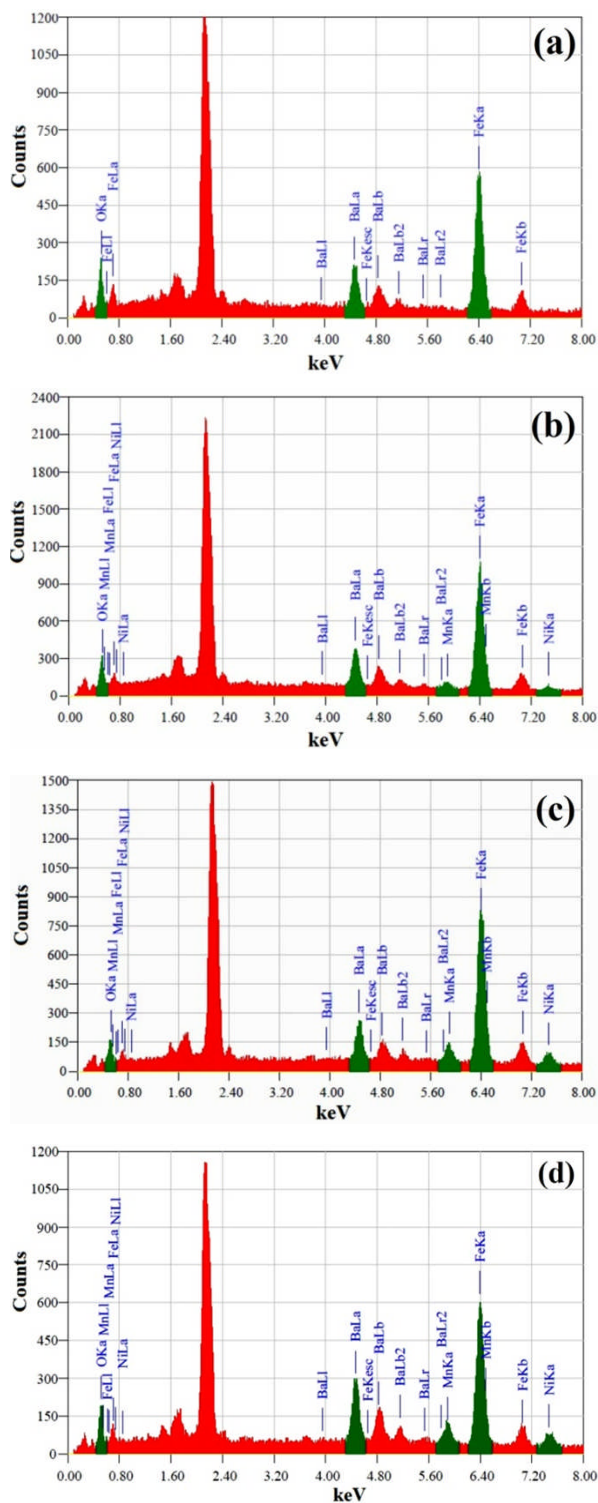 (a)
Counts
1200
900
750
600
450
300
150
0
OKa
FeLl
FeLa
BaLl
BaLa
FeKesc
BaLb
BaLb2
BaLr
BaLr2
FeKa
FeKb
0.00 0.80 1.60 2.40 3.20 4.00 4.80 5.60 6.40 7.20 8.00
keV
(b)
Counts
2400
2100
1800
1500
1200
900
600
300
0
OKa
MnLl
FeLl
MnLa
FeLa
NiLl
NiLa
BaLl
BaLa
FeKesc
BaLb
BaLb2
BaLr
BaLr2
MnKa
FeKa
MnKb
FeKb
NiKa
0.00 0.80 1.60 2.40 3.20 4.00 4.80 5.60 6.40 7.20 8.00
keV
(c)
Counts
1500
1350
1200
1050
900
750
600
450
300
150
0
OKa
MnLl
FeLl
MnLa
FeLa
NiLl
NiLa
BaLl
BaLa
FeKesc
BaLb
BaLb2
BaLr
BaLr2
MnKa
FeKa
MnKb
FeKb
NiKa
0.00 0.80 1.60 2.40 3.20 4.00 4.80 5.60 6.40 7.20 8.00
keV
(d)
Counts
1200
1050
900
750
600
450
300
150
0
OKa
MnLl
FeLl
MnLa
FeLa
NiLl
NiLa
BaLl
BaLa
FeKesc
BaLb
BaLb2
BaLr
BaLr2
MnKa
FeKa
MnKb
FeKb
NiKa
0.00 0.80 1.60 2.40 3.20 4.00 4.80 5.60 6.40 7.20 8.00
keV